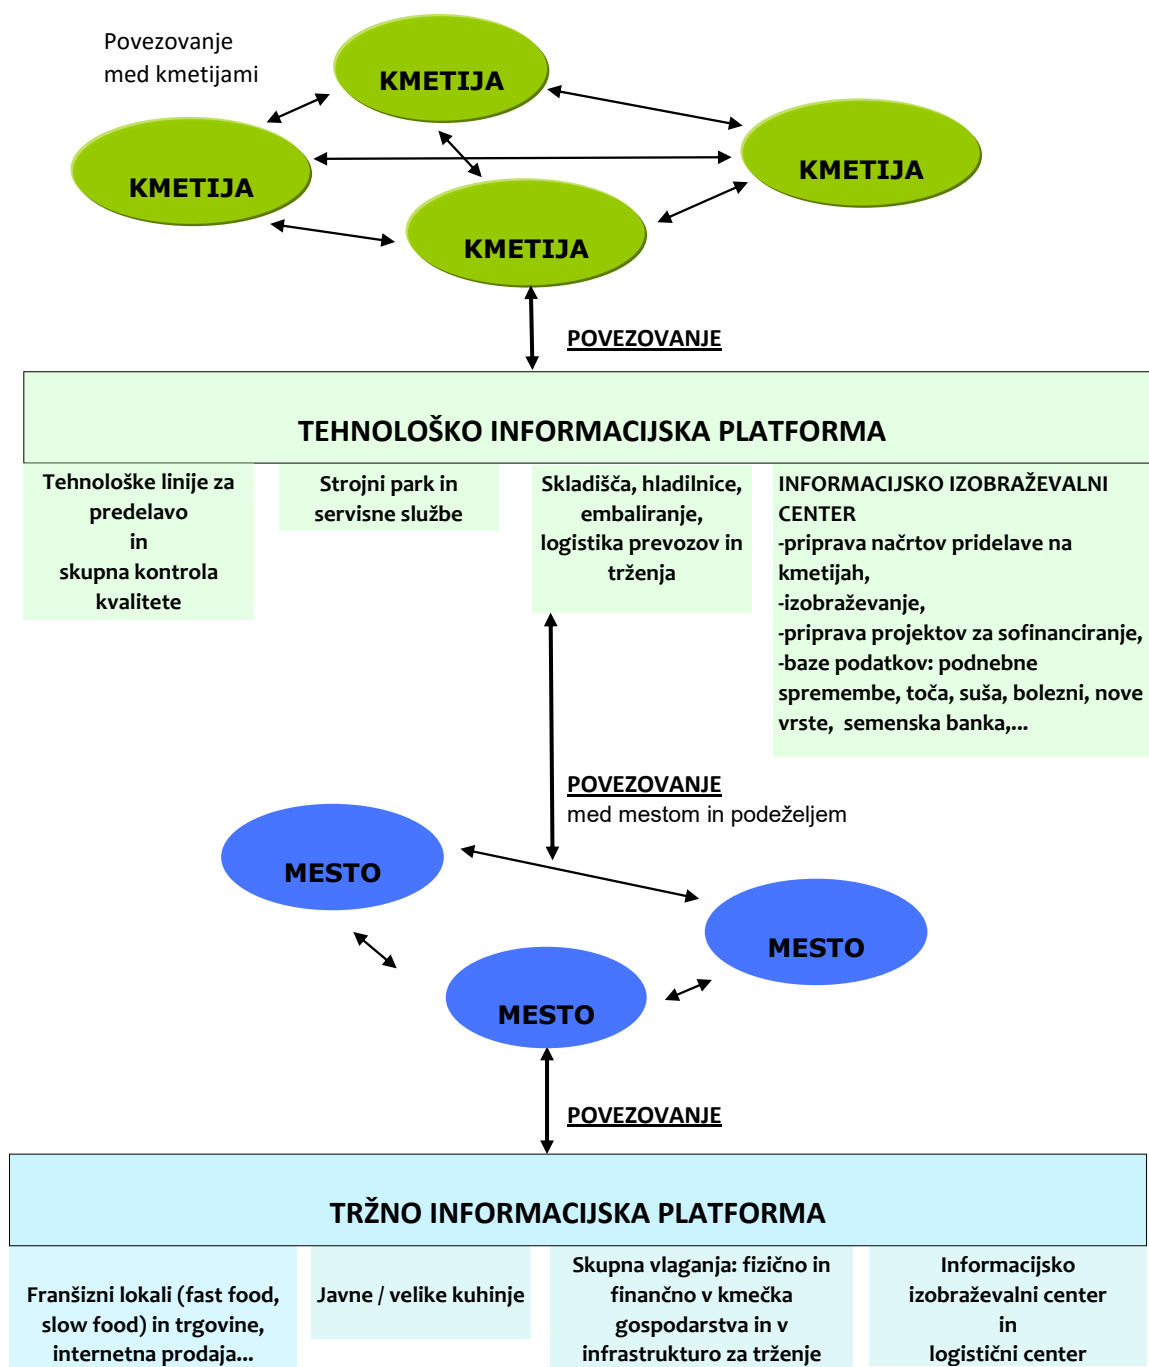 Povezovanje
med kmetijami
KMETIJA
KMETIJA
KMETIJA
KMETIJA
POVEZOVANJE
TEHNOLOŠKO INFORMACIJSKA PLATFORMA
Tehnološke linije za
predelavo
in
skupna kontrola
kvalitete
Strojni park in
servisne službe
Skladišča, hladilnice,
embaliranje,
logistika prevozov in
trženja
INFORMACIJSKO IZOBRAŽEVALNI
CENTER
-priprava načrtov pridelave na
kmetijah,
-izobraževanje,
-priprava projektov za sofinanciranje,
-baze podatkov: podnebne
spremembe, toča, suša, bolezni, nove
vrste, semenska banka,...
POVEZOVANJE
med mestom in podeželjem
MESTO
MESTO
MESTO
POVEZOVANJE
TRŽNO INFORMACIJSKA PLATFORMA
Franšizni lokali (fast food,
slow food) in trgovine,
internetna prodaja...
Javne / velike kuhinje
Skupna vlaganja: fizično in
finančno v kmečka
gospodarstva in v
infrastrukturo za trženje
Informacijsko
izobraževalni center
in
logistični center